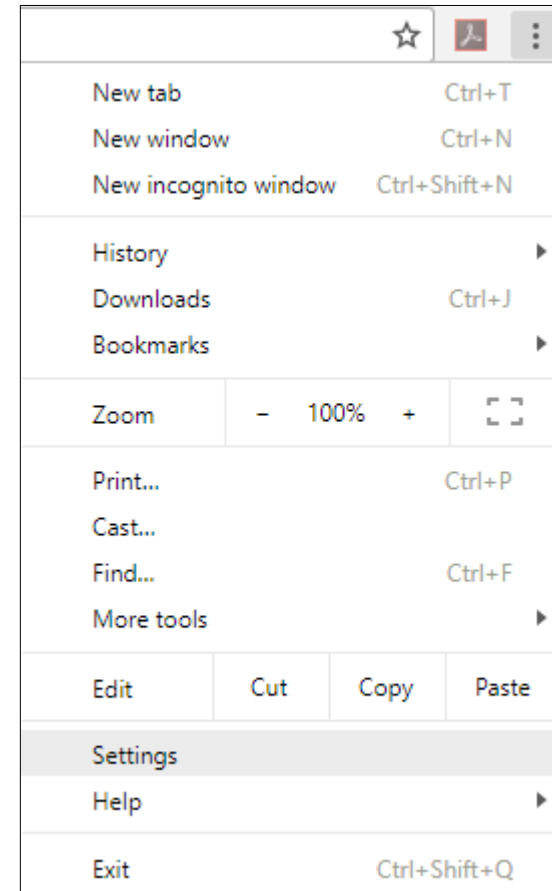 New tab Ctrl+T
New window Ctrl+N
New incognito window Ctrl+Shift+N
History
Downloads Ctrl+J
Bookmarks
Zoom - 100% +
Print... Ctrl+P
Cast...
Find... Ctrl+F
More tools
Edit Cut Copy Paste
Settings
Help
Exit Ctrl+Shift+Q